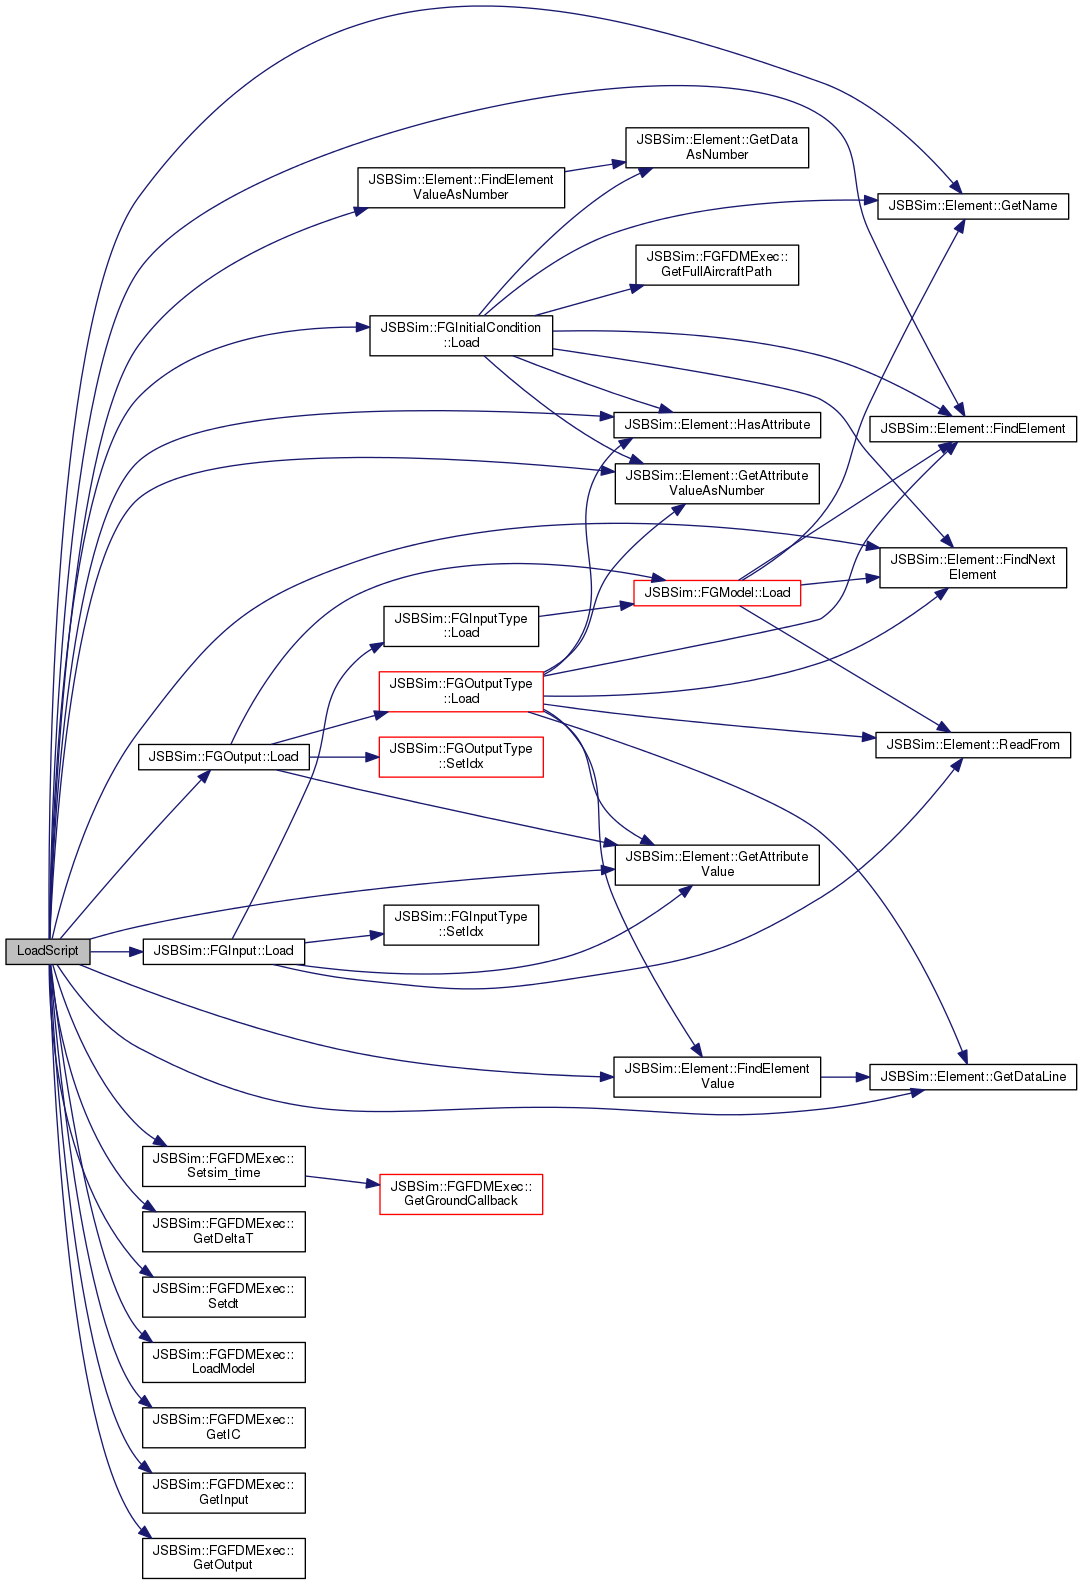 JSBSim::Element::GetData
AsNumber
JSBSim::Element::FindElement
ValueAsNumber
JSBSim::Element::GetName
JSBSim::FGFDMExec::
GetFullAircraftPath
JSBSim::FGInitialCondition
::Load
JSBSim::Element::HasAttribute
JSBSim::Element::FindElement
JSBSim::Element::GetAttribute
ValueAsNumber
JSBSim::Element::FindNext
Element
JSBSim::FGModel::Load
JSBSim::FGInputType
::Load
JSBSim::FGOutputType
::Load
JSBSim::FGOutput::Load
JSBSim::FGOutputType
::SetIdx
JSBSim::Element::ReadFrom
JSBSim::Element::GetAttribute
Value
JSBSim::FGInputType
::SetIdx
LoadScript
JSBSim::FGInput::Load
JSBSim::Element::FindElement
Value
JSBSim::Element::GetDataLine
JSBSim::FGFDMExec::
Setsim_time
JSBSim::FGFDMExec::
GetGroundCallback
JSBSim::FGFDMExec::
GetDeltaT
JSBSim::FGFDMExec::
Setdt
JSBSim::FGFDMExec::
LoadModel
JSBSim::FGFDMExec::
GetIC
JSBSim::FGFDMExec::
GetInput
JSBSim::FGFDMExec::
GetOutput